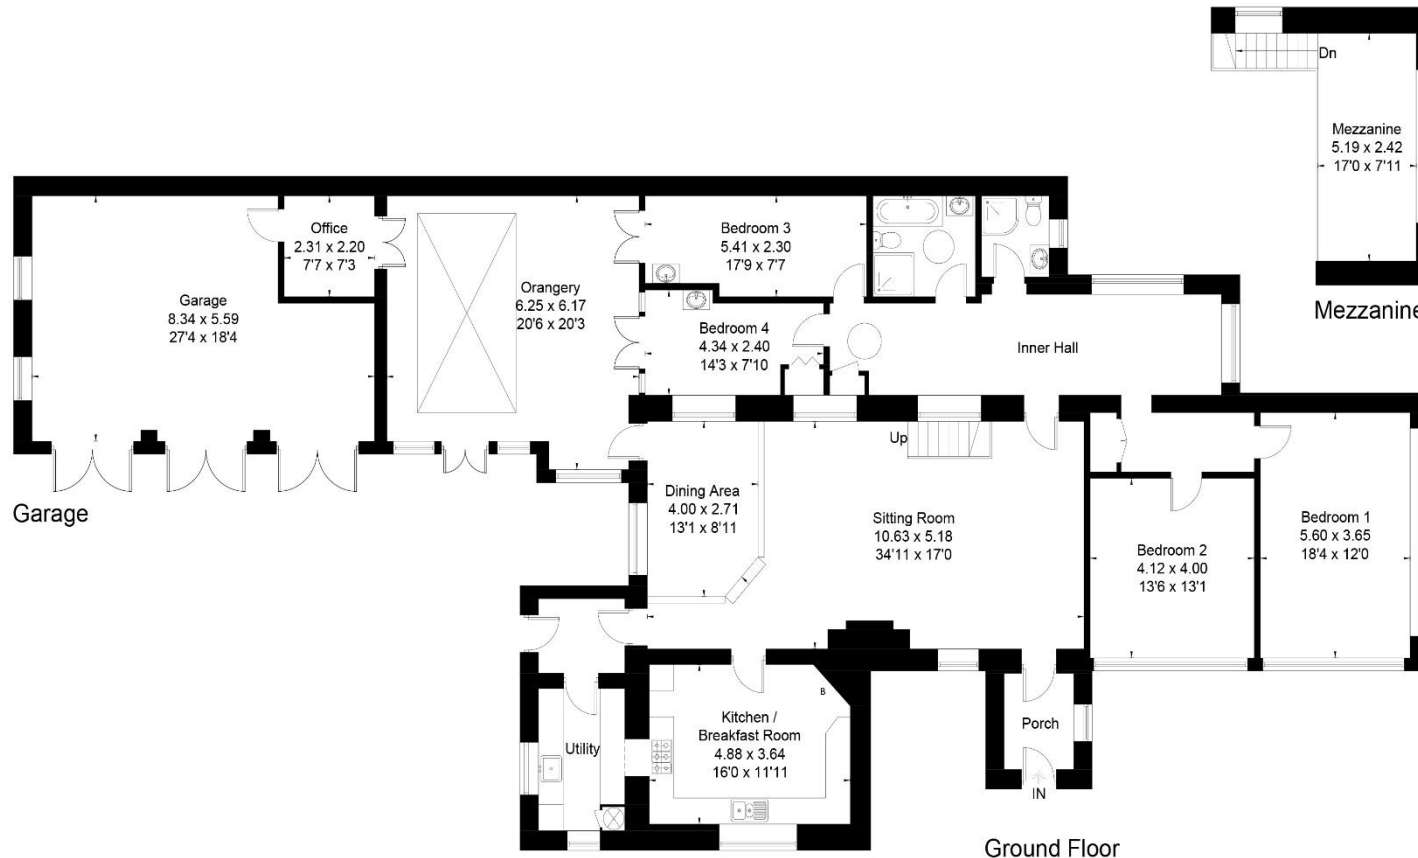 Dn
Mezzanine
5.19 x 2.42
17'0 x 7'11
Mezzanine
Office
2.31 x 2.20
7'7 x 7'3
Garage
8.34 x 5.59
27'4 x 18'4
Garage
Orangery
6.25 x 6.17
20'6 x 20'3
Bedroom 3
5.41 x 2.30
17'9 x 7'7
Bedroom 4
4.34 x 2.40
14'3 x 7'10
Inner Hall
Up
Dining Area
4.00 x 2.71
13'1 x 8'11
Sitting Room
10.63 x 5.18
34'11 x 17'0
Bedroom 2
4.12 x 4.00
13'6 x 13'1
Bedroom 1
5.60 x 3.65
18'4 x 12'0
B
Kitchen /
Breakfast Room
4.88 x 3.64
16'0 x 11'11
Utility
Porch
IN
Ground Floor